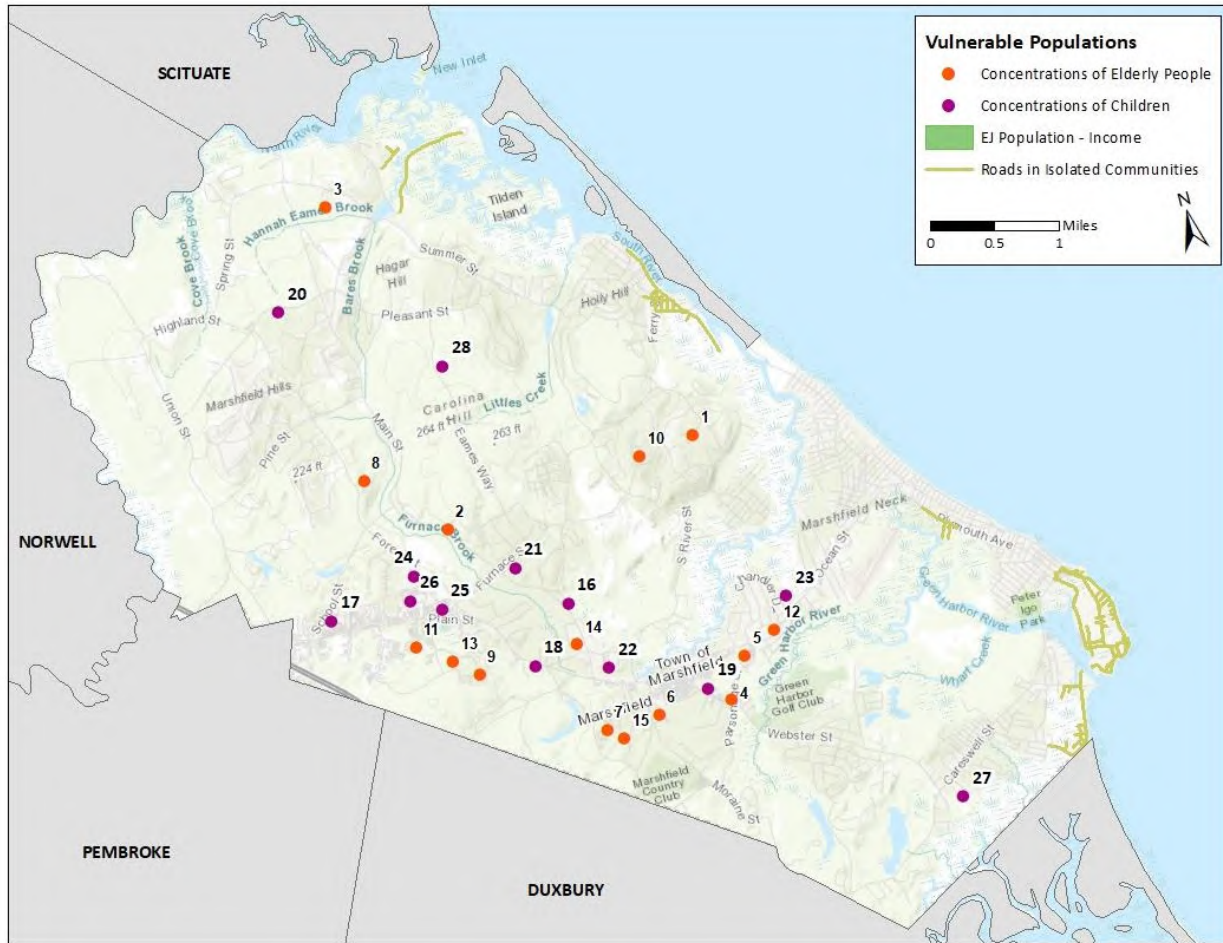 SCITUATE
New Inlet
North River
Vulnerable Populations
Concentrations of Elderly People
Concentrations of Children
EJ Population - Income
Roads in Isolated Communities
N
Miles
0 0.5 1
3
Hannah Eames Brook
Tilden
Island
Cove Brook
Cove Brook
Spring St
Bares Brook
Summer St
South River
Hagar
Hill
Holly Hill
Ferry
20
Highland St
Pleasant St
28
Marshfield Hills
Carolina
Hill
Littles Creek
264 ft
263 ft
Eames Way
Union St
Pine St
Main St
224 ft
1
10
8
2
Furnace Brook
Furnace S
S River St
Marshfield Neck
Plymouth Ave
Ocean St
NORWELL
Fores t
24
21
26
25
16
23
Chandler D
Green Harbor River
Green Harbor River
Peter
Igo
Park
Wharf Creek
School St
17
Plain St
11
13
9
14
18
22
12
5
Town of
Marshfield
19
4
Parsonage
Green
Harbor
Golf Club
6
Mars field
7
15
Webster St
Careswell St
27
Marshfield
Country
Club
Moraine St
PEMBROKE
DUXBURY